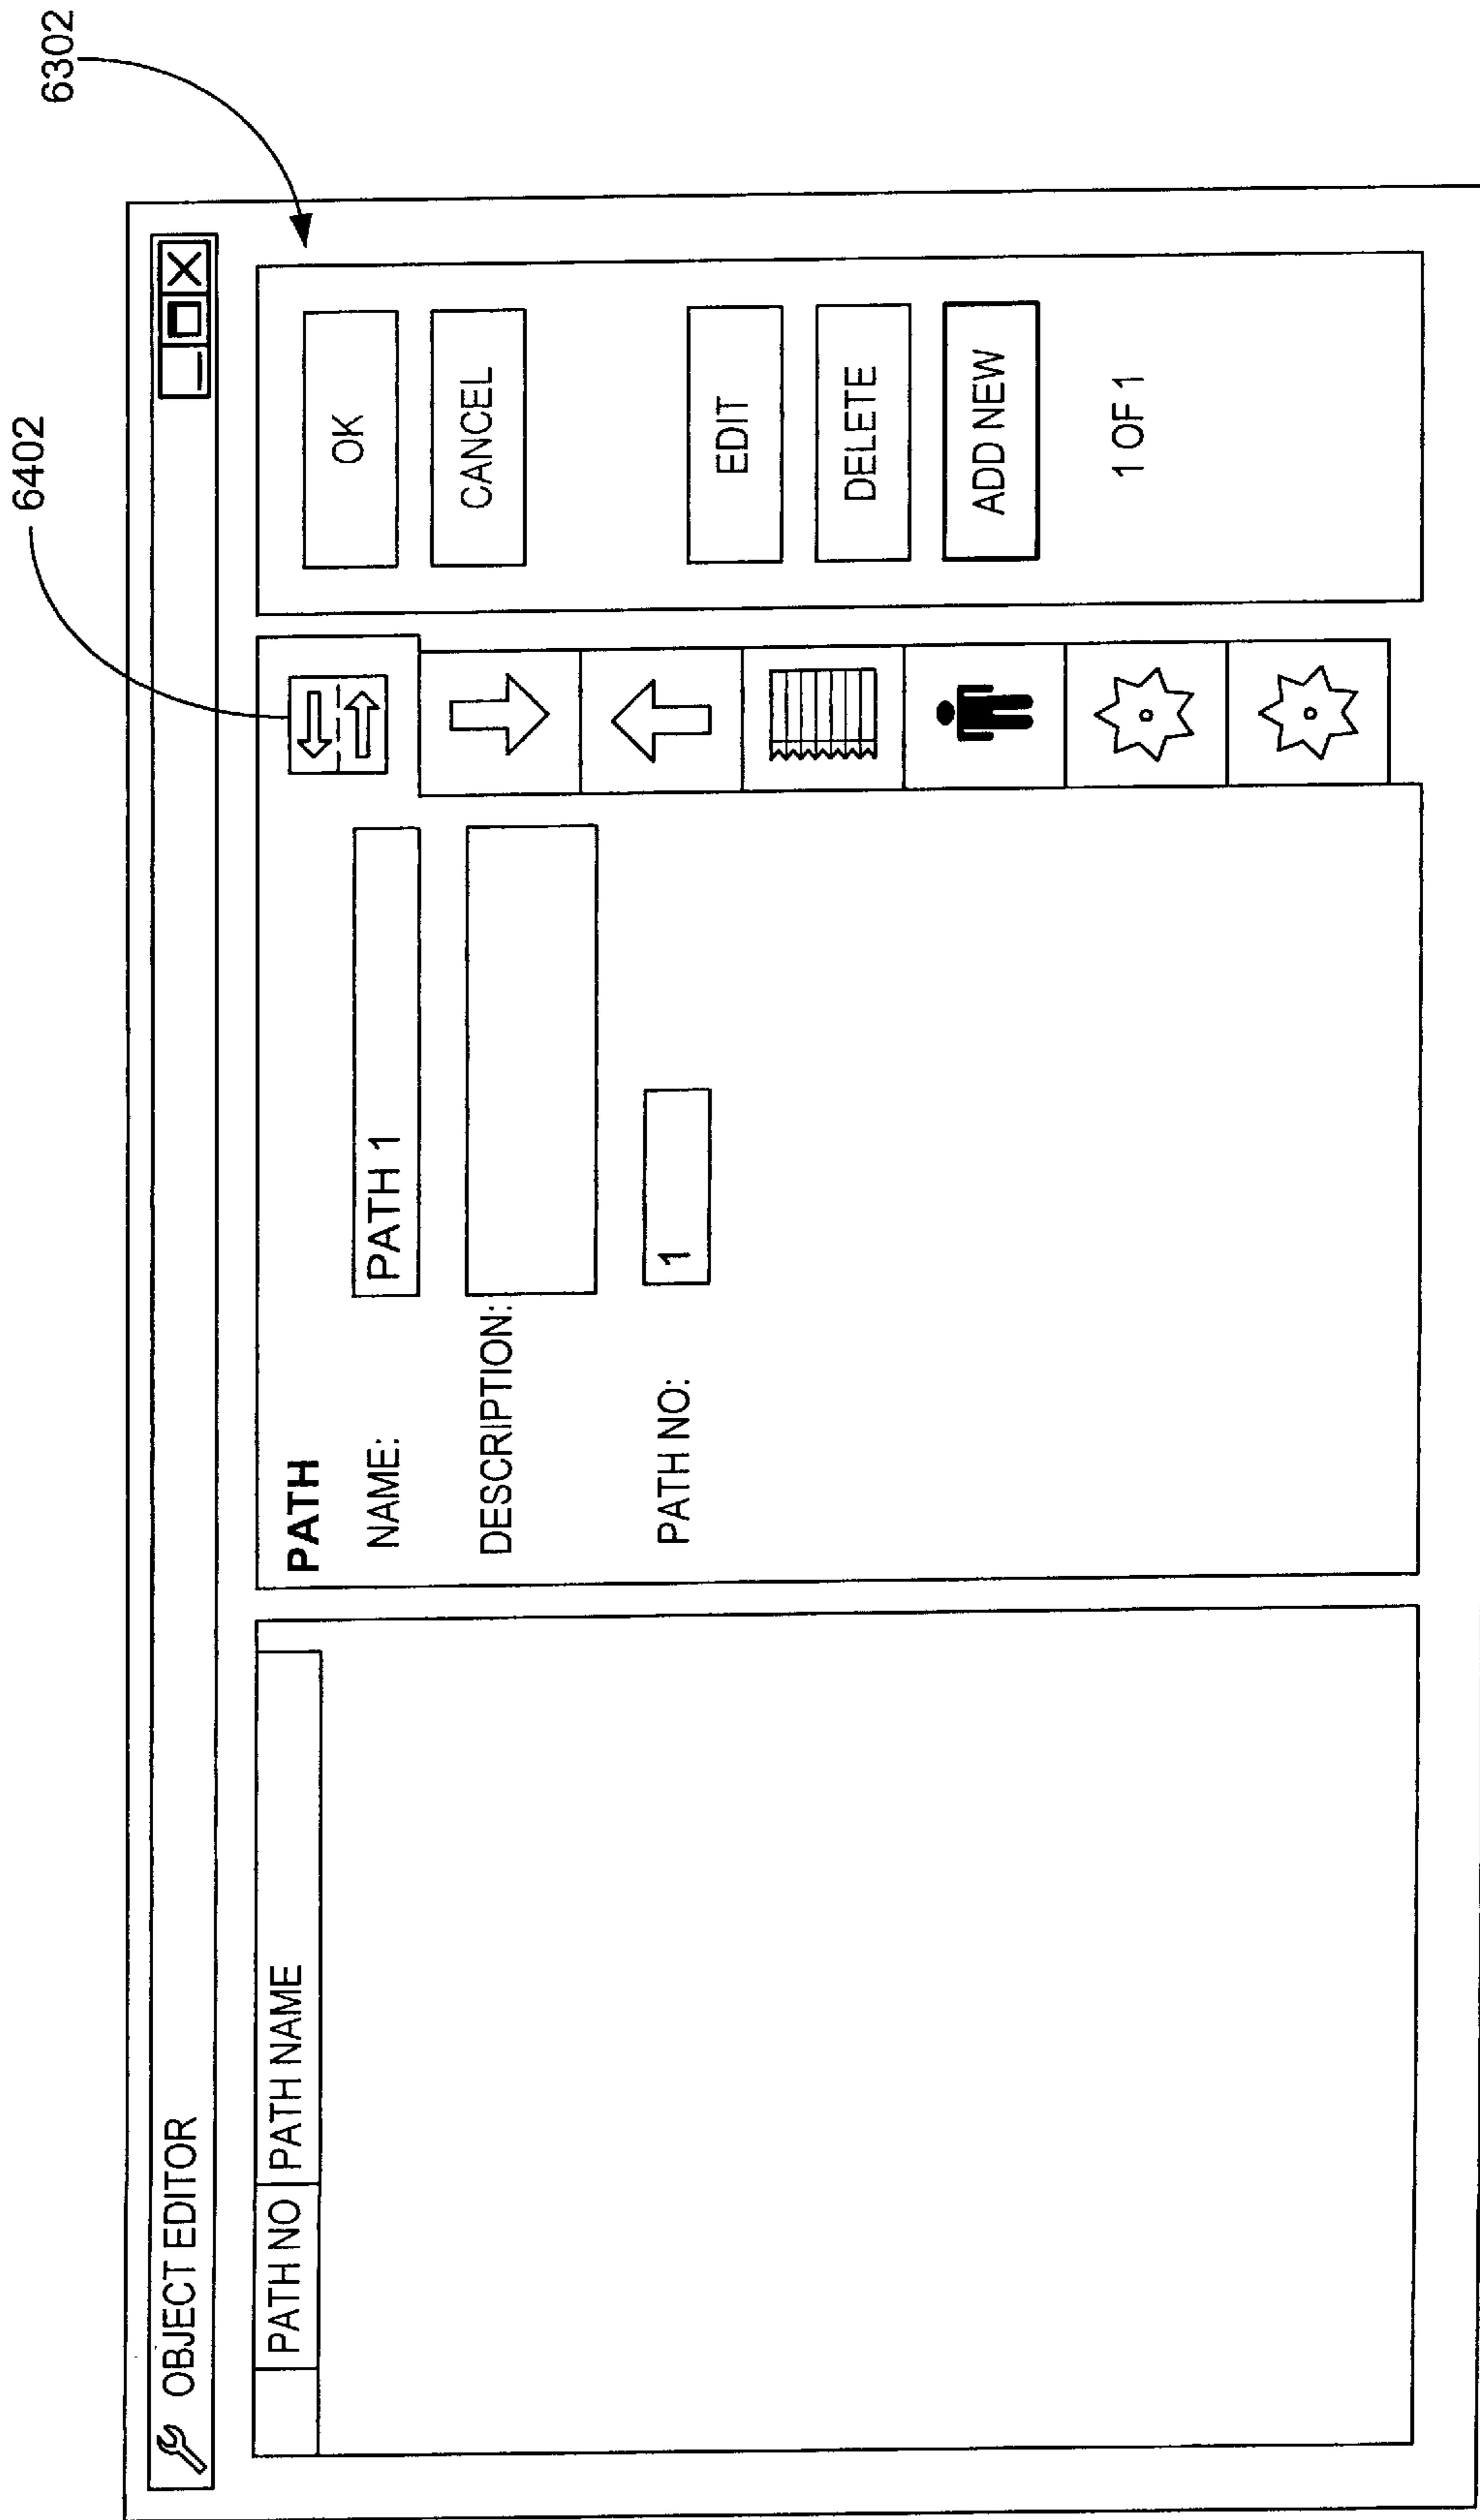 6302
6402
OBJECT EDITOR
PATH NO PATH NAME
PATH
NAME: PATH 1
DESCRIPTION:
PATH NO: 1
OK
CANCEL
EDIT
DELETE
ADD NEW
1 OF 1